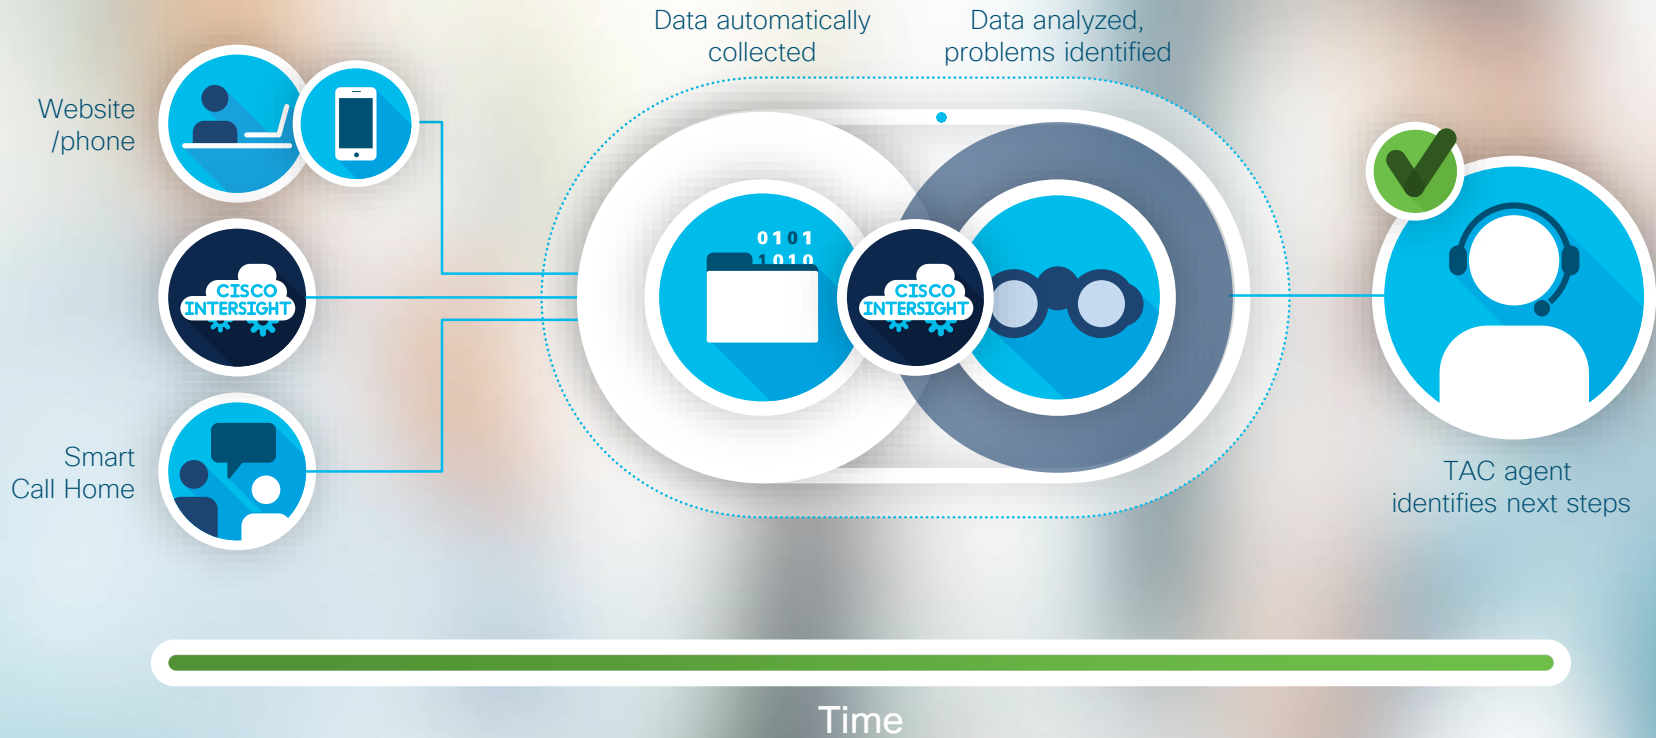 Data automatically
collected
Data analyzed,
problems identified
Website
/phone
0101
1010
CISCO
INTERSIGHT
CISCO
INTERSIGHT
Smart
Call Home
TAC agent
identifies next steps
Time